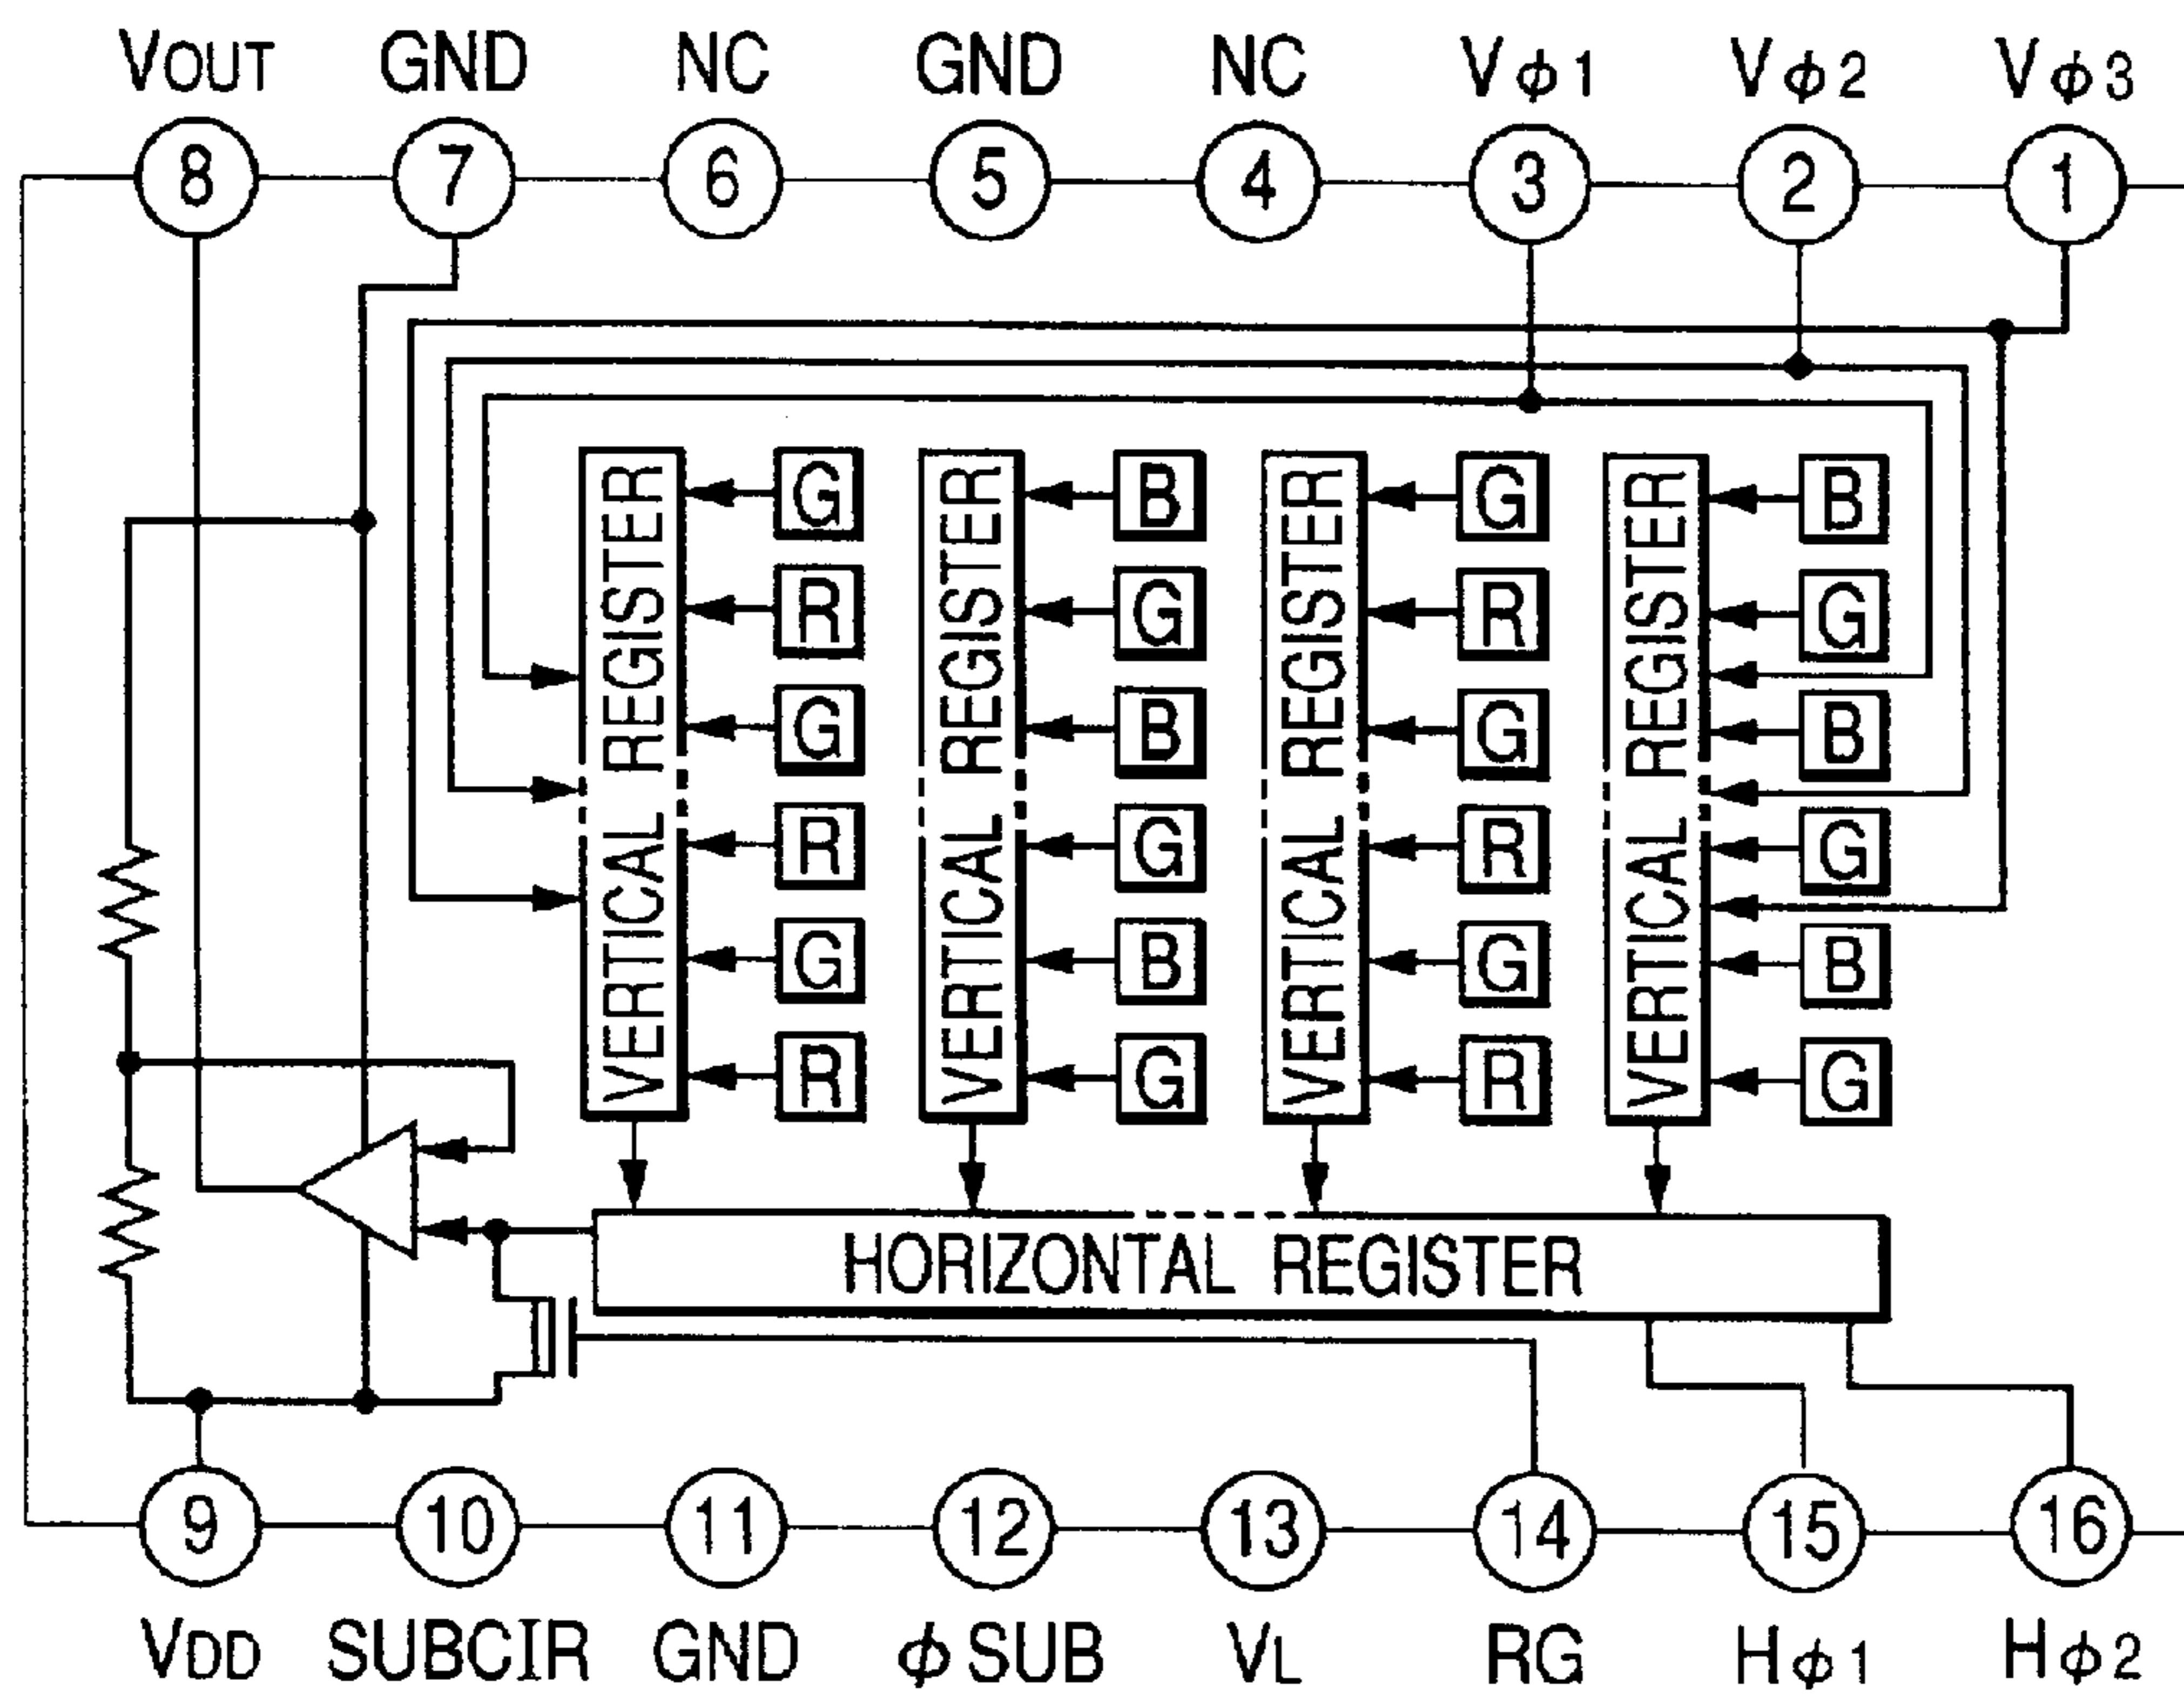 VOUT GND NC GND NC Vφ1 Vφ2 Vφ3
8 7 6 5 4 3 2 1
VERTICAL REGISTER VERTICAL REGISTER VERTICAL REGISTER VERTICAL REGISTER
G B G B
R G R G
G B G B
R G R G
G B G B
R G R G
HORIZONTAL REGISTER
9 10 11 12 13 14 15 16
VDD SUBCIR GND φSUB VL RG Hφ1 Hφ2